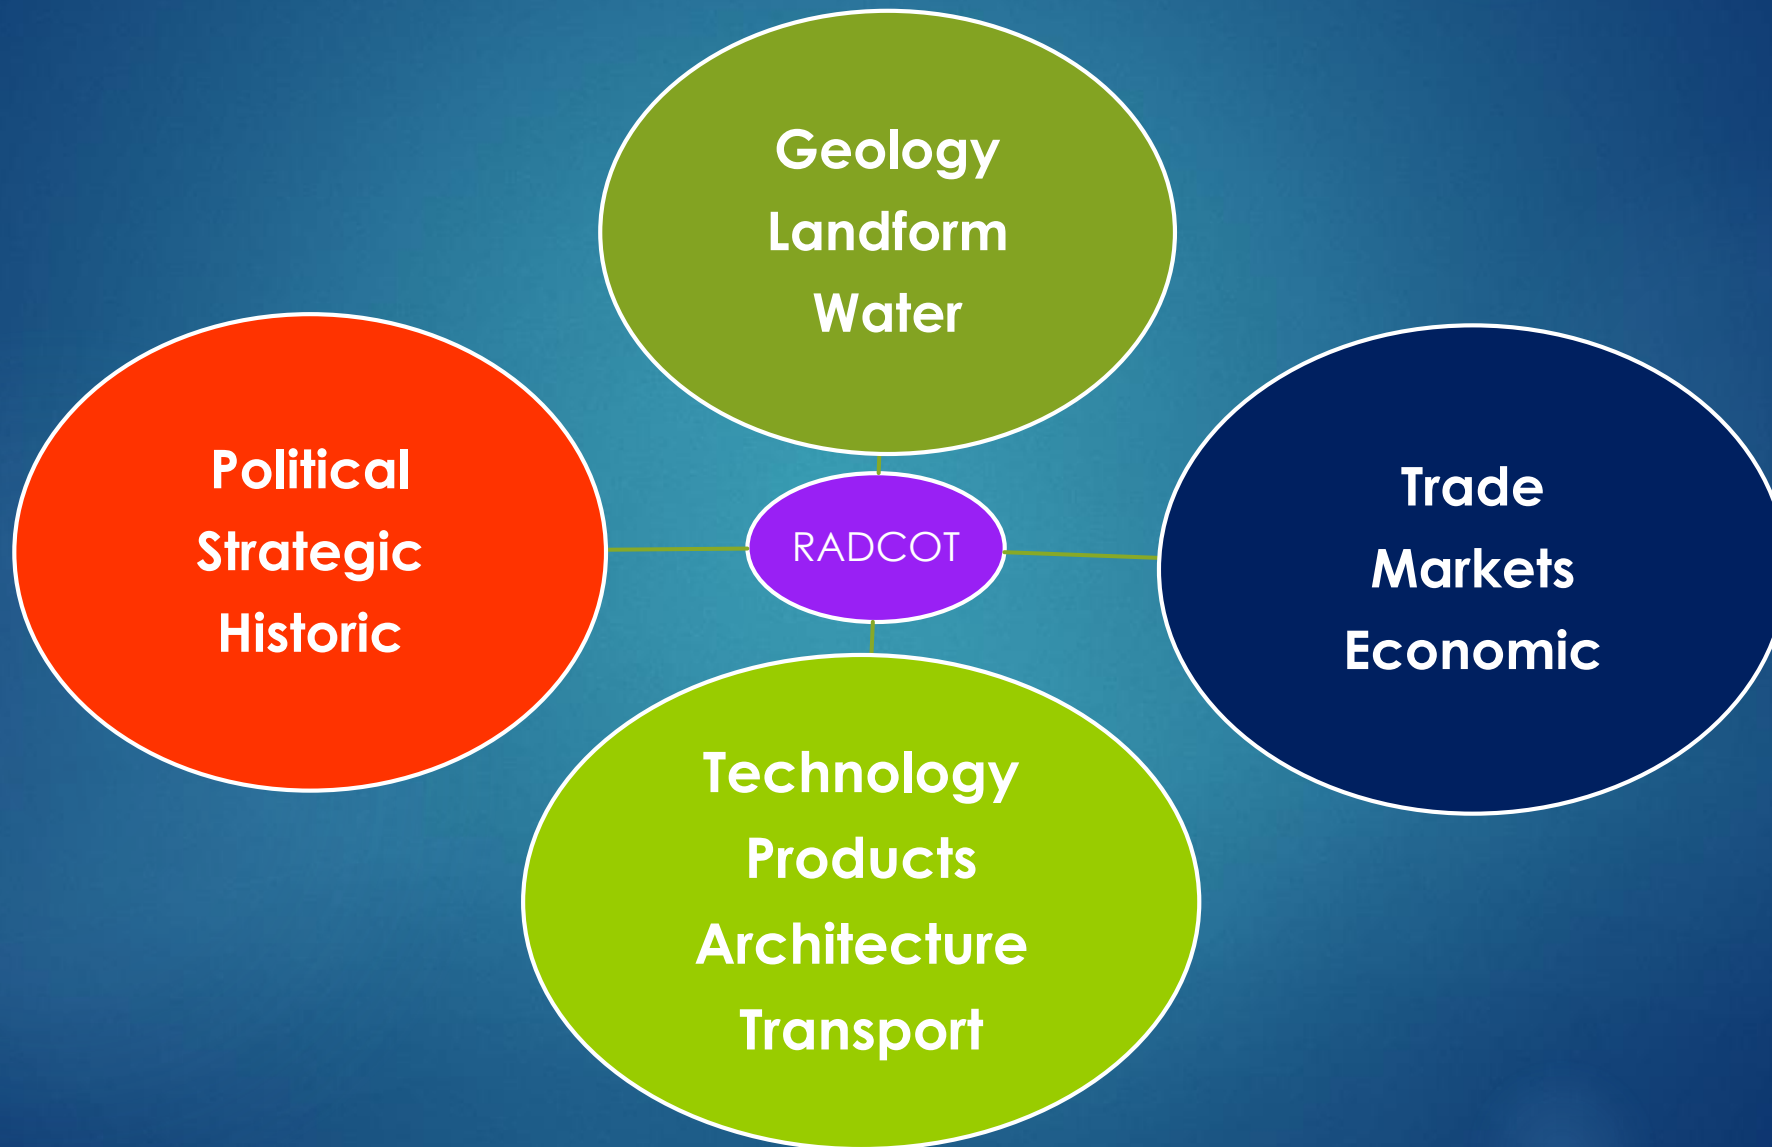 Geology
Landform
Water
Political
Strategic
Historic
RADCOT
Trade
Markets
Economic
Technology
Products
Architecture
Transport